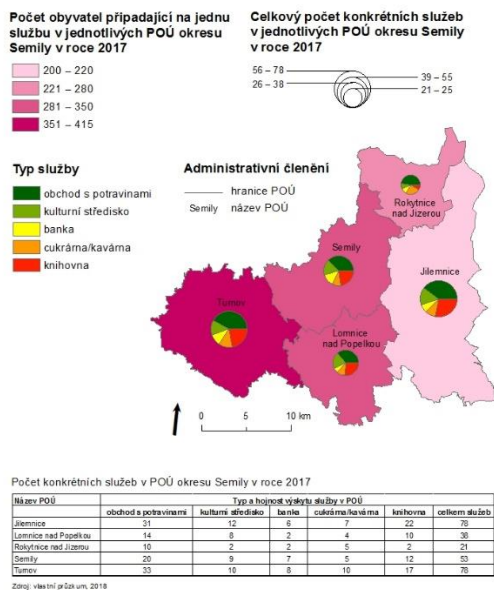 Počet obyvatel připadající na jednu
službu v jednotlivých POÚ okresu
Semily v roce 2017
200 – 220
221 – 280
281 – 350
351 – 415
Celkový počet konkrétních služeb
v jednotlivých POÚ okresu Semily
v roce 2017
56 – 78
39 – 55
26 – 38
21 – 25
Typ služby
obchod s potravinami
kulturní středisko
banka
cukrárna/kavárna
knihovna
Administrativní členění
hranice POÚ
Semily název POÚ
Rokytnice
nad Jizerou
Semily
Jilemnice
Turnov
Lomnice
nad Popelkou
0 5 10 km
Počet konkrétních služeb v POÚ okresu Semily v roce 2017
Název POÚ Typ a hojnost výskytu služby v POÚ
obchod s potravinami kulturní středisko banka cukrárna/kavárna knihovna celkem služeb
Jilemnice 31 12 6 7 22 78
Lomnice nad Popelkou 14 8 2 4 10 38
Rokytnice nad Jizerou 10 2 2 5 2 21
Semily 20 9 7 5 12 53
Turnov 33 10 8 10 17 78
Zdroj: vlastní průzkum, 2018